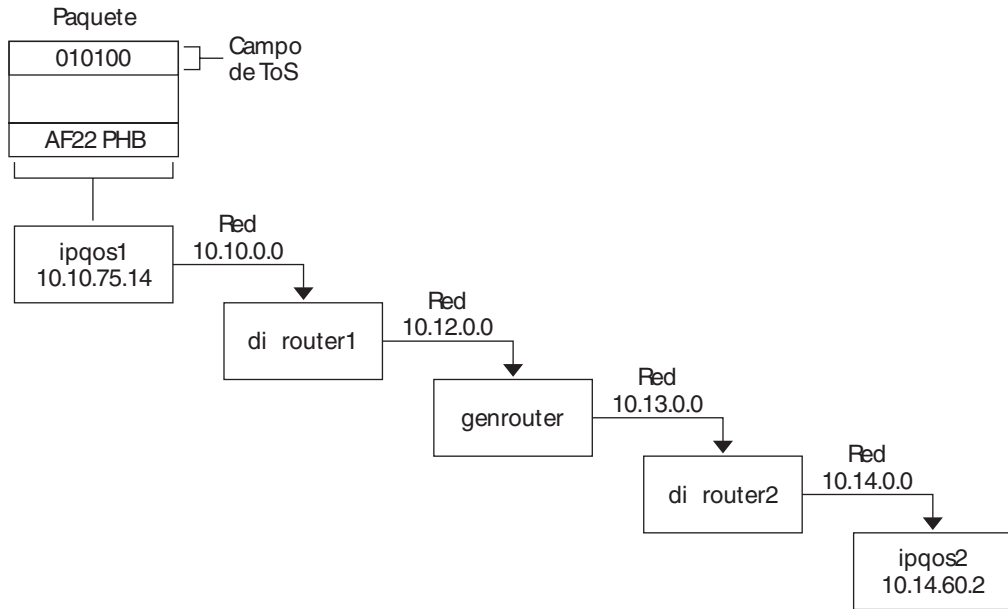 Paquete
010100
Campo
de ToS
AF22 PHB
ipqos1
10.10.75.14
Red
10.10.0.0
di router1
Red
10.12.0.0
genrouter
Red
10.13.0.0
di router2
Red
10.14.0.0
ipqos2
10.14.60.2